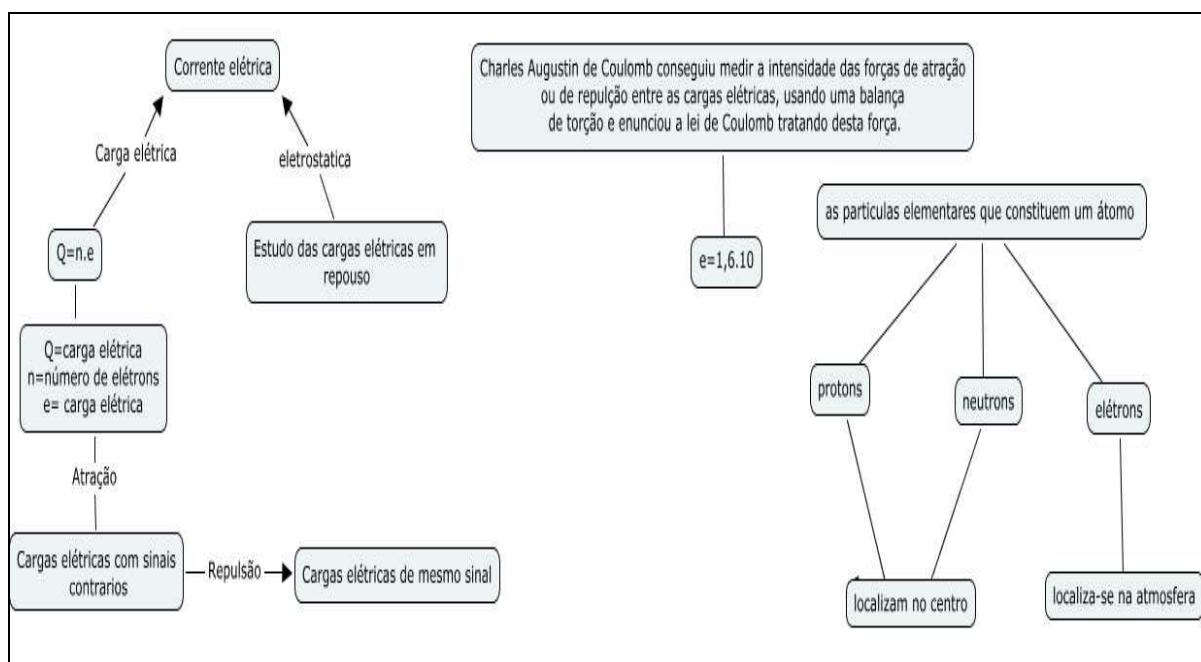 Corrente elétrica
Carga elétrica
eletrostatica
Q=n.e
Estudo das cargas elétricas em
repouso
Q=carga elétrica
n=número de elétrons
e= carga elétrica
Atração
Cargas elétricas com sinais
contrarios
Repulsão
Cargas elétricas de mesmo sinal
Charles Augustin de Coulomb conseguiu medir a intensidade das forças de atração
ou de repulção entre as cargas elétricas, usando uma balança
de torção e enunciou a lei de Coulomb tratando desta força.
e=1,6.10
as particulas elementares que constituem um átomo
protons
neutrons
elétrons
localizam no centro
localiza-se na atmosfera